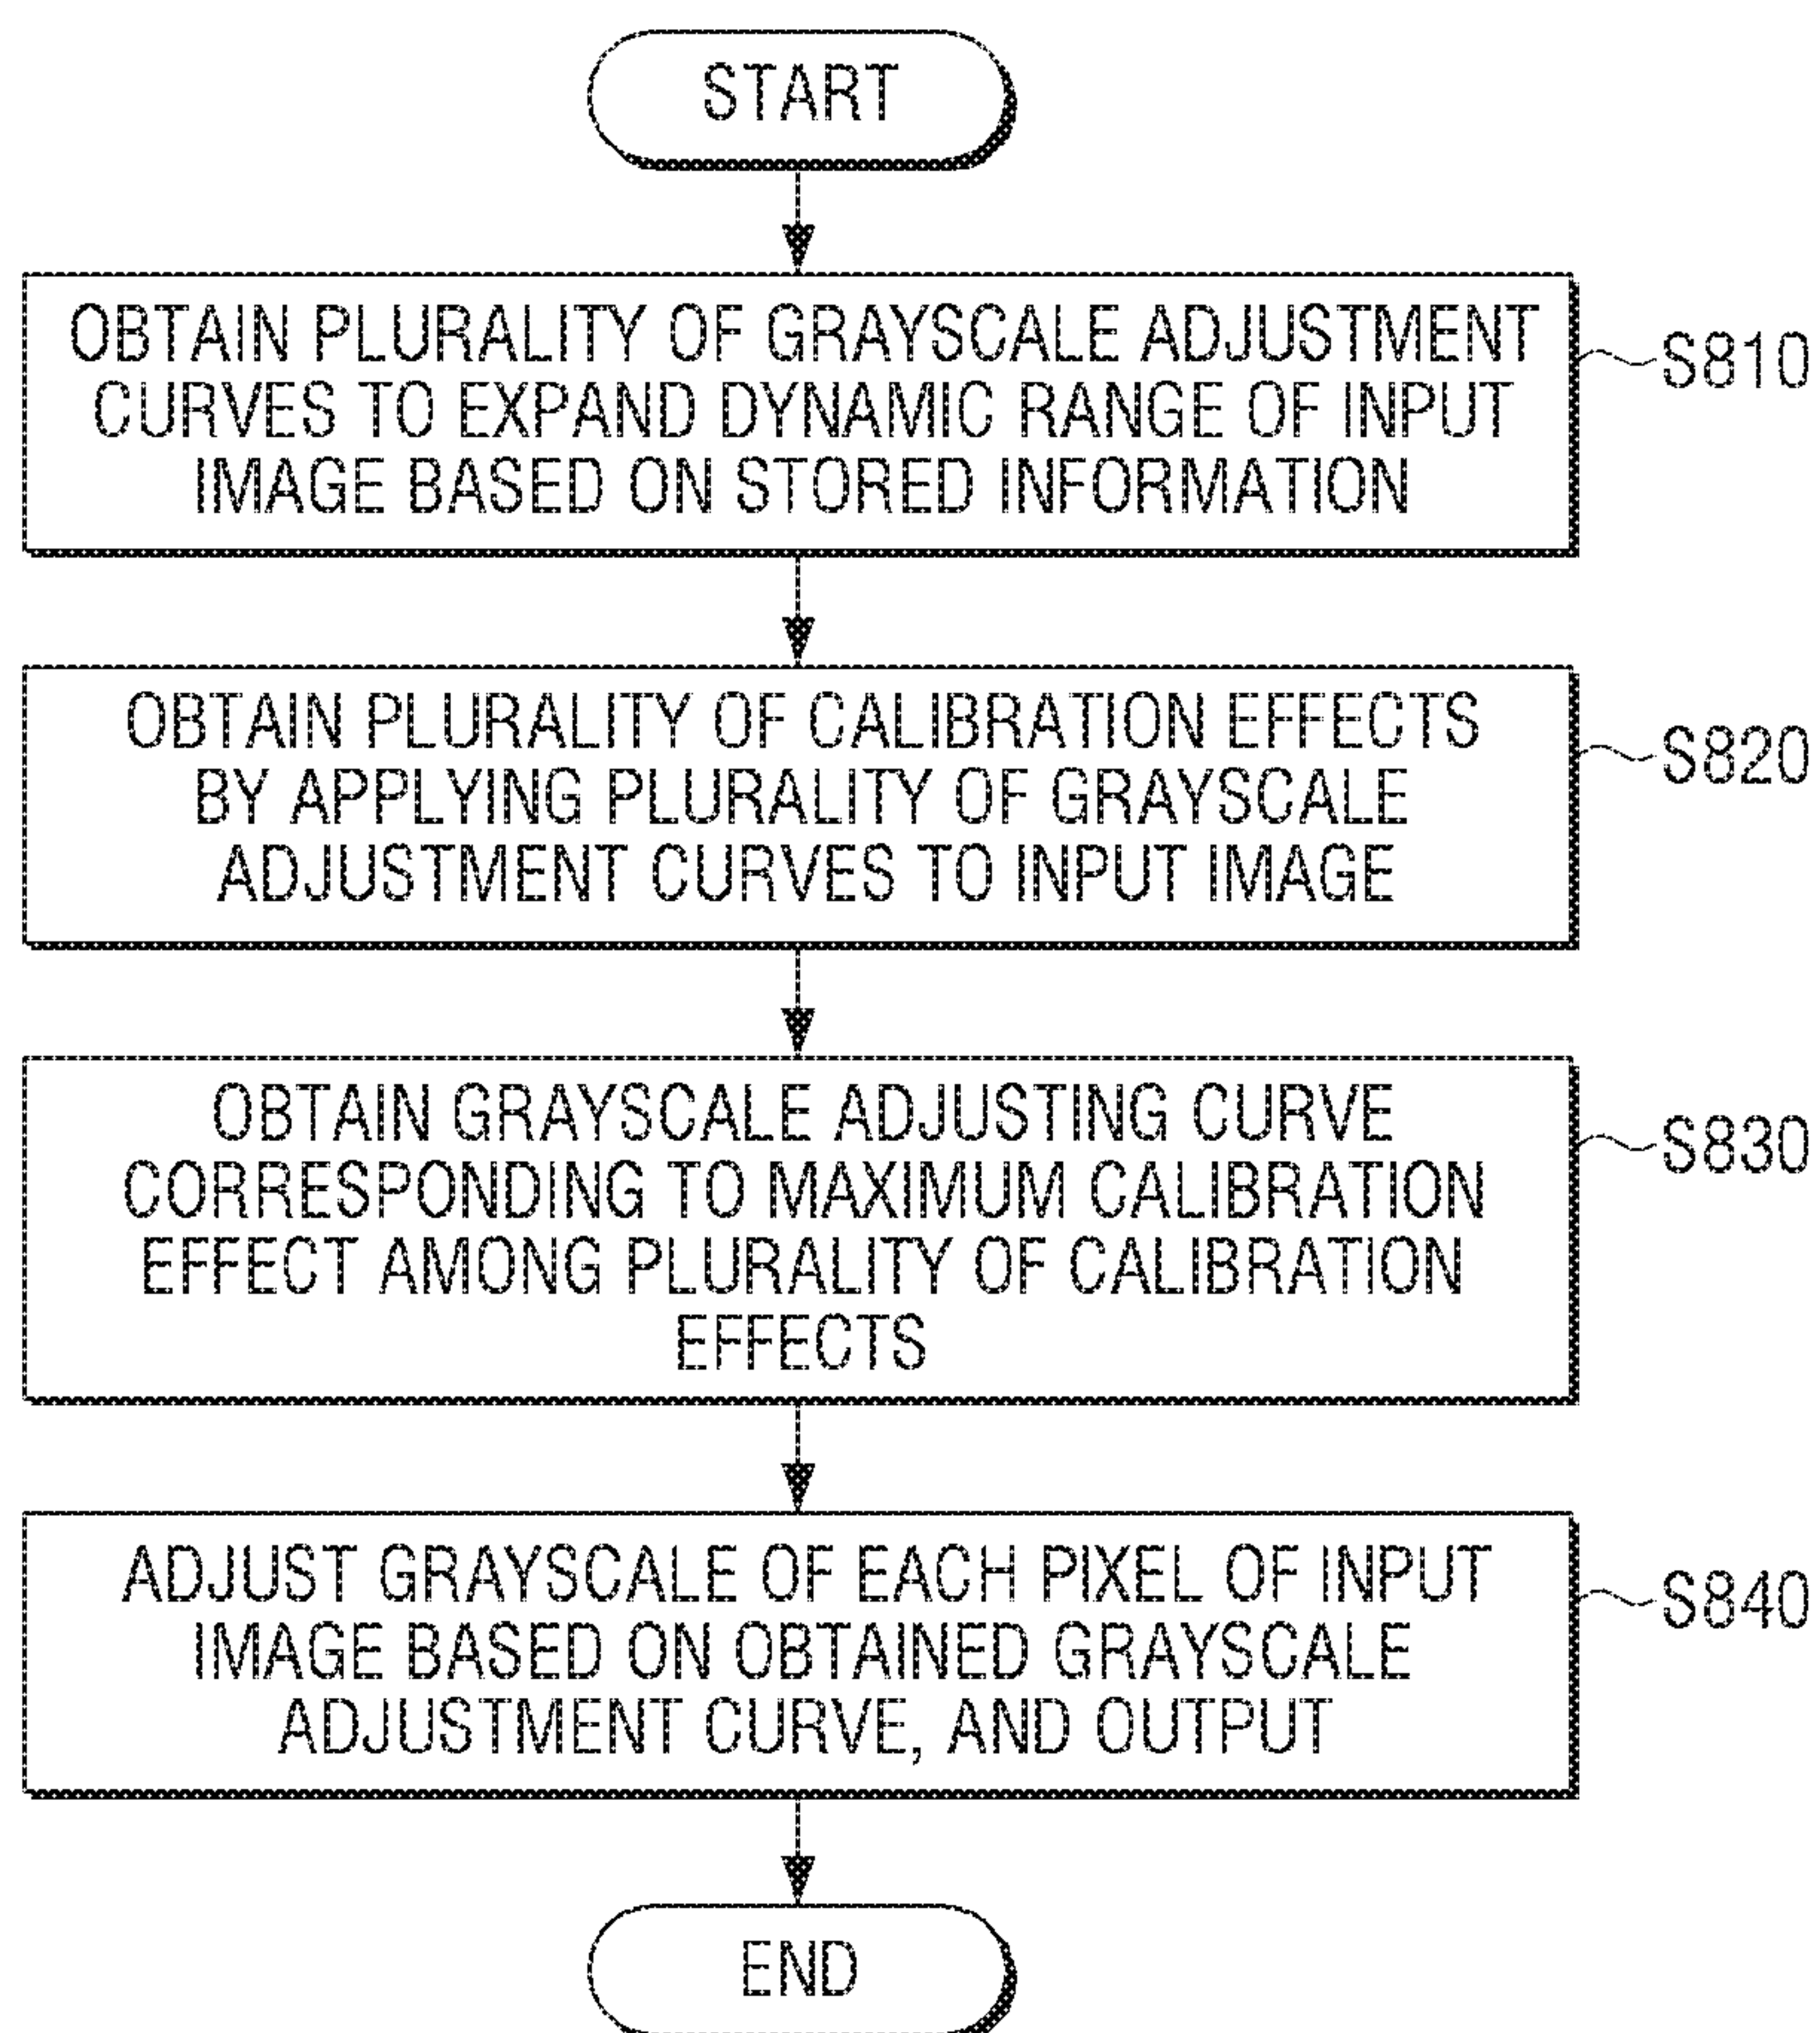 START
OBTAIN PLURALITY OF GRAYSCALE ADJUSTMENT
CURVES TO EXPAND DYNAMIC RANGE OF INPUT
IMAGE BASED ON STORED INFORMATION
S810
OBTAIN PLURALITY OF CALIBRATION EFFECTS
BY APPLYING PLURALITY OF GRAYSCALE
ADJUSTMENT CURVES TO INPUT IMAGE
S820
OBTAIN GRAYSCALE ADJUSTING CURVE
CORRESPONDING TO MAXIMUM CALIBRATION
EFFECT AMONG PLURALITY OF CALIBRATION
EFFECTS
S830
ADJUST GRAYSCALE OF EACH PIXEL OF INPUT
IMAGE BASED ON OBTAINED GRAYSCALE
ADJUSTMENT CURVE, AND OUTPUT
S840
END